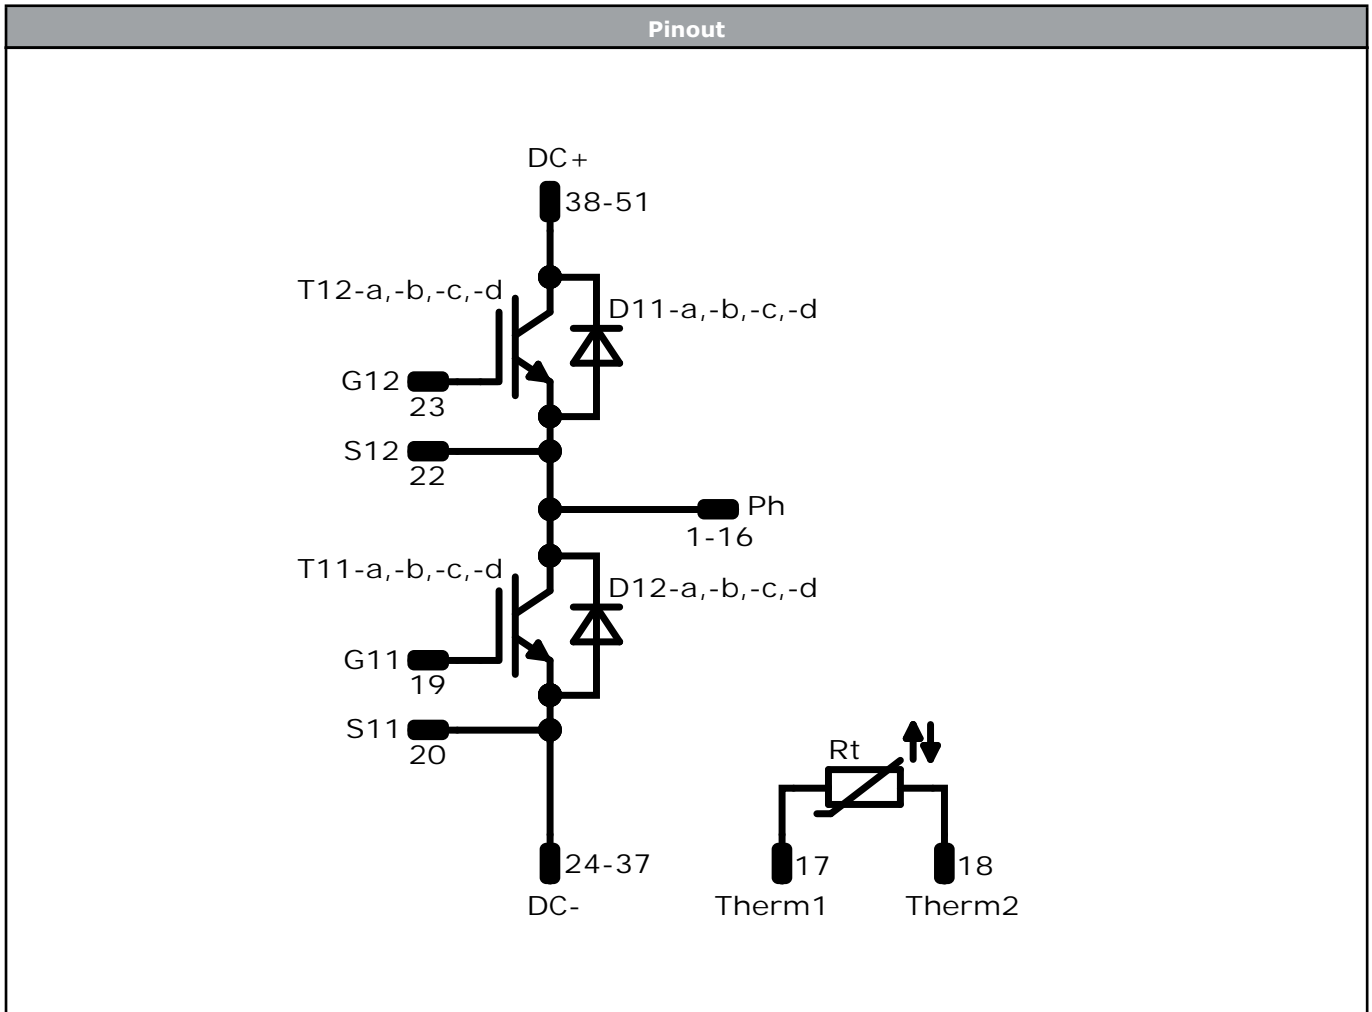 Pinout
DC+
38-51
T12-a,-b,-c,-d
D11-a,-b,-c,-d
G12
23
S12
22
Ph
1-16
T11-a,-b,-c,-d
D12-a,-b,-c,-d
G11
19
S11
20
Rt
24-37
17
18
DC-
Therm1
Therm2